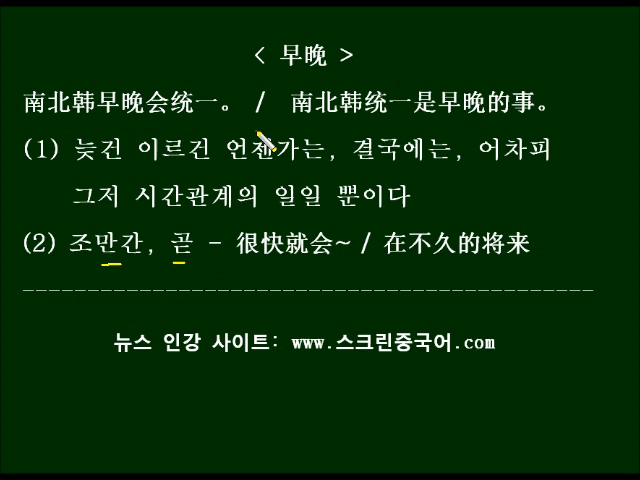 < 早晚 >
南北韩早晚会统一。 / 南北韩统一是早晚的事。
(1) 늦건 이르건 언젠가는, 결국에는, 어차피
그저 시간관계의 일일 뿐이다
(2) 조만간, 곧 - 很快就会~ / 在不久的将来
뉴스 인강 사이트: www.스크린중국어.com